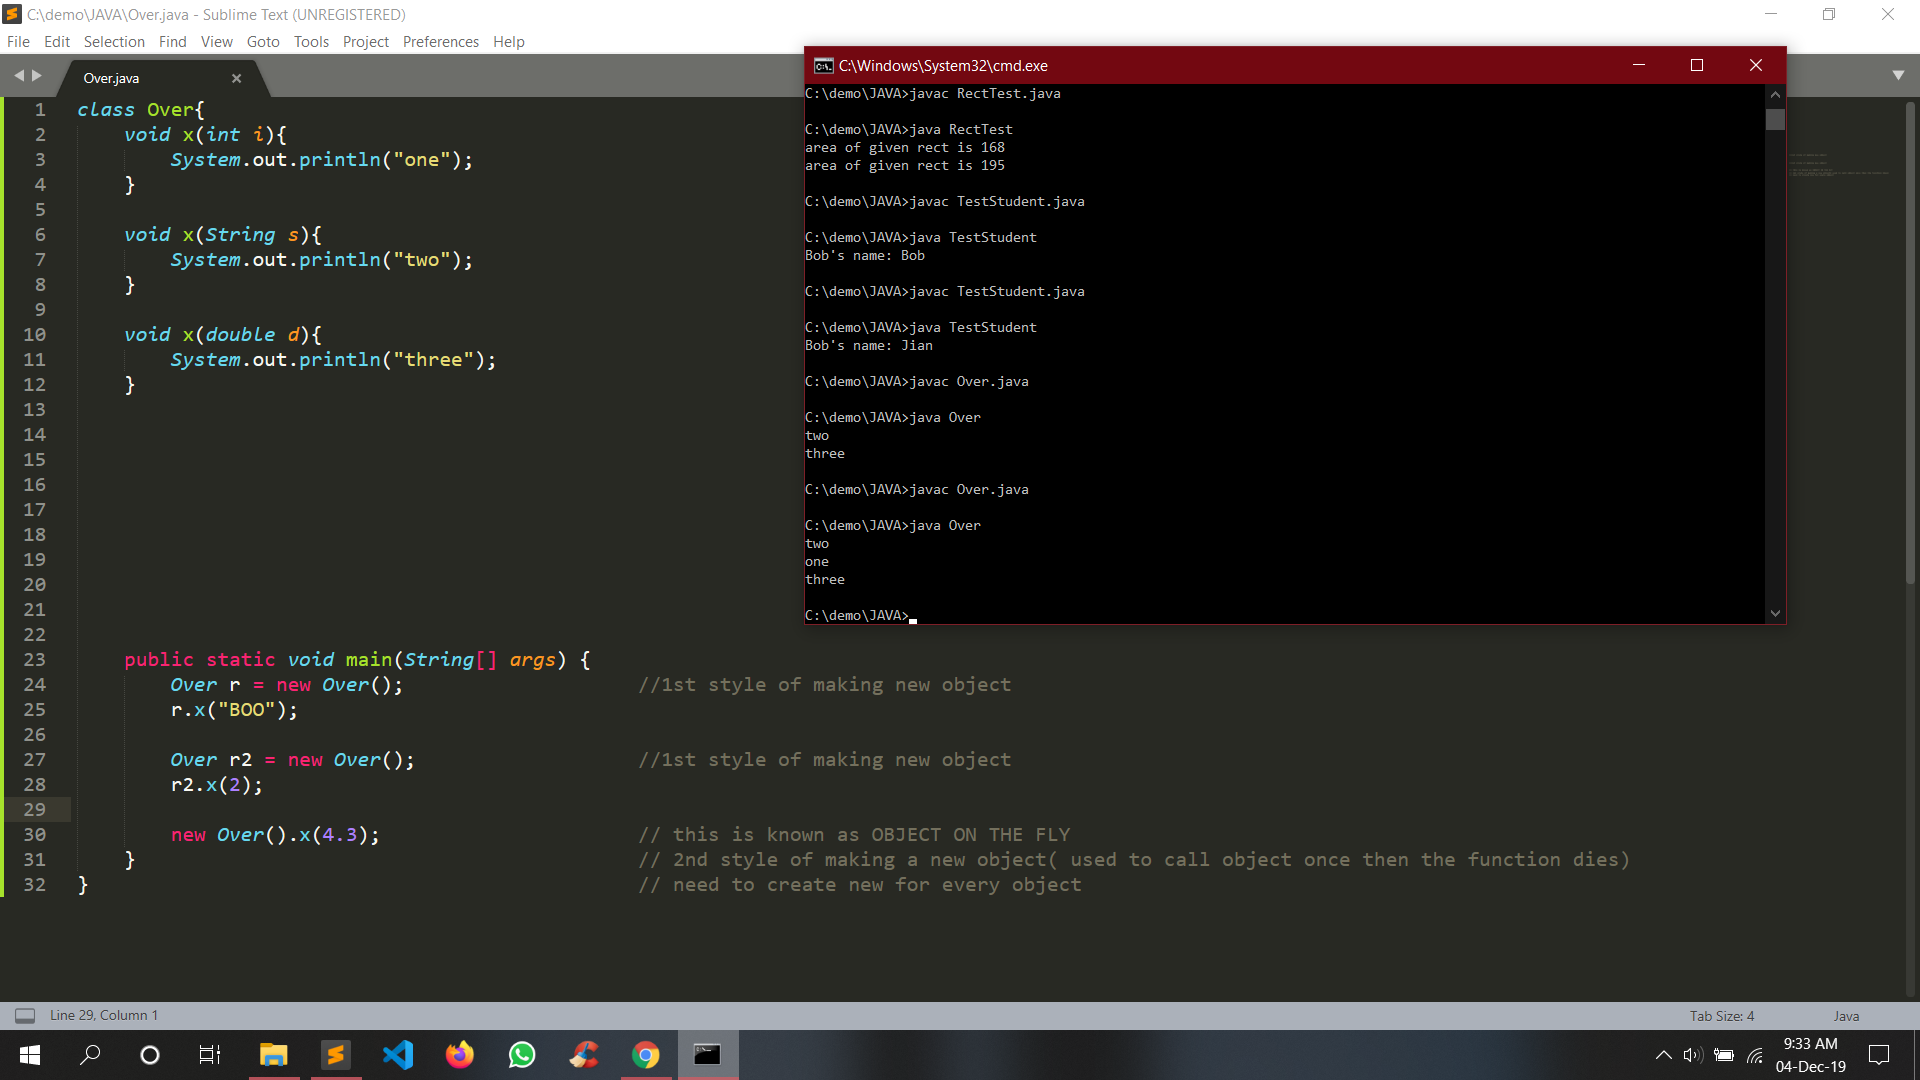 C:\demo\JAVA\Over.java - Sublime Text (UNREGISTERED)
File Edit Selection Find View Goto Tools Project Preferences Help
Over.java
1 class Over{
2 void x(int i){
3 System.out.println("one");
4 }
5
6 void x(String s){
7 System.out.println("two");
8 }
9
10 void x(double d){
11 System.out.println("three");
12 }
13
14
15
16
17
18
19
20
21
22
23 public static void main(String[] args) {
24 Over r = new Over(); //1st style of making new object
25 r.x("BOO");
26
27 Over r2 = new Over(); //1st style of making new object
28 r2.x(2);
29
30 new Over().x(4.3); // this is known as OBJECT ON THE FLY
31 } // 2nd style of making a new object( used to call object once then the function dies)
32 } // need to create new for every object
C:\Windows\System32\cmd.exe
C:\demo\JAVA>javac RectTest.java
C:\demo\JAVA>java RectTest
area of given rect is 168
area of given rect is 195
C:\demo\JAVA>javac TestStudent.java
C:\demo\JAVA>java TestStudent
Bob's name: Bob
C:\demo\JAVA>javac TestStudent.java
C:\demo\JAVA>java TestStudent
Bob's name: Jian
C:\demo\JAVA>javac Over.java
C:\demo\JAVA>java Over
two
three
C:\demo\JAVA>javac Over.java
C:\demo\JAVA>java Over
two
one
three
C:\demo\JAVA>
Line 29, Column 1
Tab Size: 4
Java
9:33 AM
04-Dec-19